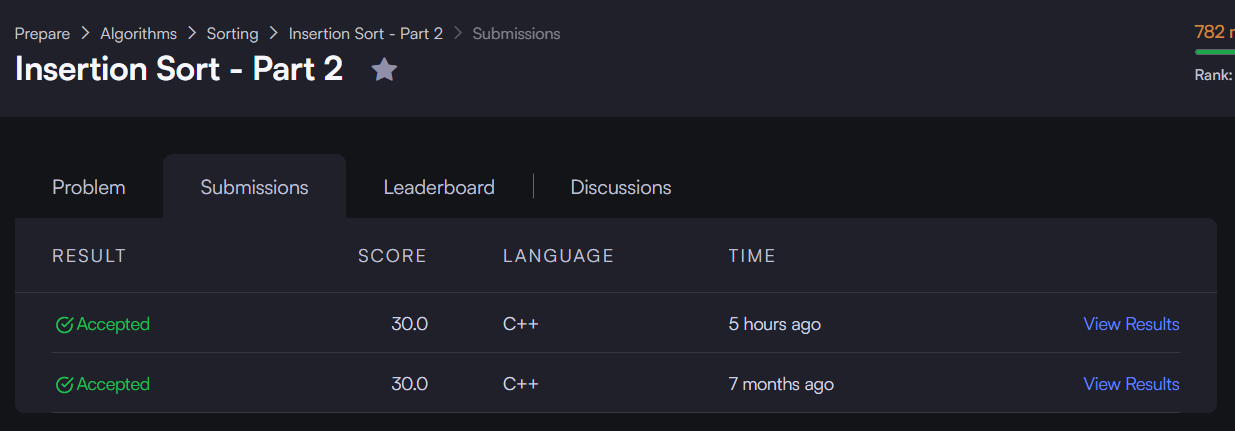 Prepare > Algorithms > Sorting > Insertion Sort - Part 2 > Submissions
782
Insertion Sort - Part 2
Rank:
Problem Submissions Leaderboard Discussions
RESULT SCORE LANGUAGE TIME
Accepted 30.0 C++ 5 hours ago View Results
Accepted 30.0 C++ 7 months ago View Results